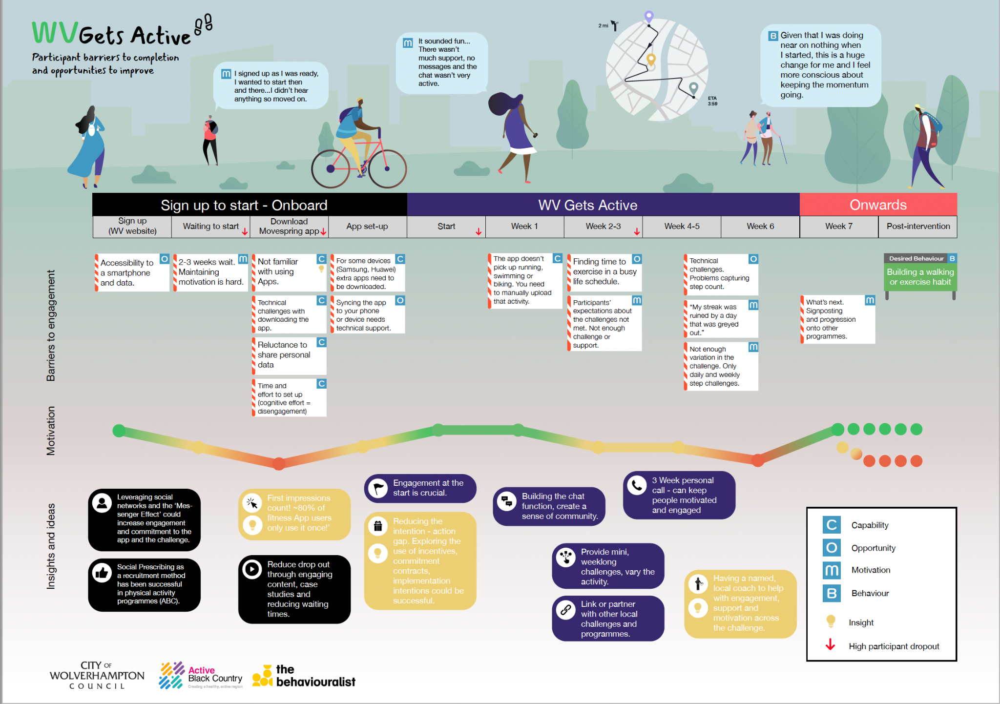 WV Gets Active
Participant barriers to completion
and opportunities to improve
m
I signed up as I was ready,
I wanted to start then
and there...I didn't hear
anything so moved on.
m
It sounded fun...
There wasn't
much support, no
messages and the
chat wasn't very
active.
2 mi
ETA
3:59
B
Given that I was doing
near on nothing when
I started, this is a huge
change for me and I feel
more conscious about
keeping the momentum
going.
Sign up to start - Onboard
WV Gets Active
Onwards
Sign up
(WV website)
Waiting to start
Download
Movespring app
App set-up
Start
Week 1
Week 2-3
Week 4-5
Week 6
Week 7
Post-intervention
Barriers to engagement
Accessibility to
a smartphone
and data.
O
2-3 weeks wait.
Maintaining
motivation is hard.
m
Not familiar
with using
Apps.
C
Technical
challenges with
downloading the
app.
C
Reluctance to
share personal
data
C
Time and
effort to set up
(cognitive effort =
disengagement)
C
For some devices
(Samsung, Huawei)
extra apps need to
be downloaded.
C
Syncing the app
to your phone
or device needs
technical support.
O
The app doesn't
pick up running,
swimming or
biking. You need
to manually upload
that activity.
C
Finding time to
exercise in a busy
life schedule.
O
Participants'
expectations about
the challenges not
met. Not enough
challenge or
support.
m
Technical
challenges.
Problems capturing
step count.
O
"My streak was
ruined by a day
that was greyed
out."
m
Not enough
variation in the
challenge. Only
daily and weekly
step challenges.
m
What's next.
Signposting
and progression
onto other
programmes.
m
Desired Behaviour B
Building a walking
or exercise habit
Motivation
Insights and ideas
Leveraging social
networks and the 'Mes-
senger Effect' could
increase engagement
and commitment to the
app and the challenge.
Social Prescribing as
a recruitment method
has been successful
in physical activity
programmes (ABC).
First impressions
count! ~80% of
fitness App users
only use it once!'
Reduce drop out
through engaging
content, case
studies and
reducing waiting
times.
Engagement at the
start is crucial.
Reducing the
intention - action
gap. Exploring the
use of incentives,
commitment
contracts,
implementation
intentions could be
successful.
Building the chat
function, create a
sense of community.
Provide mini,
weeklong
challenges, vary the
activity.
Link or partner
with other local
challenges and
programmes.
3 Week personal
call - can keep
people motivated
and engaged
Having a named,
local coach to help
with engagement,
support and
motivation across
the challenge.
C Capability
O Opportunity
m Motivation
B Behaviour
Insight
High participant dropout
CITY OF
WOLVERHAMPTON
COUNCIL
Active
Black Country
Creating a healthy, active region
the
behaviouralist